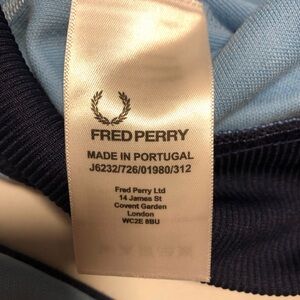 FRED PERRY
MADE IN PORTUGAL
J6232/726/01980/312
Fred Perry Ltd
14 James St
Covent Garden
London
WC2E 8BU